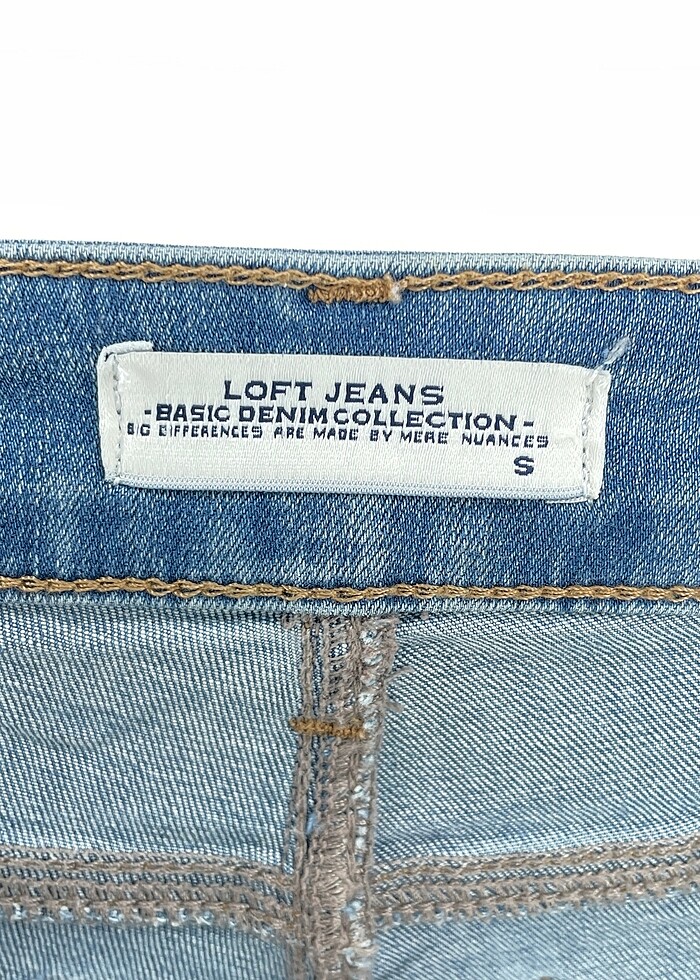 LOFT JEANS
-BASIC DENIM COLLECTION-
BIG DIFFERENCES ARE MADE BY MERE NUANCES
S